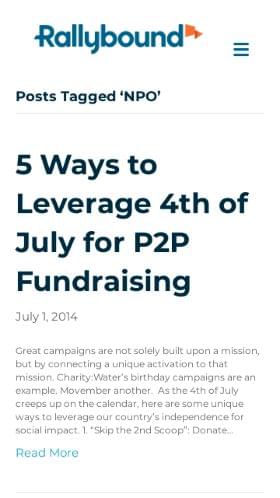 Rallybound
Posts Tagged ‘NPO’
5 Ways to
Leverage 4th of
July for P2P
Fundraising
July 1, 2014
Great campaigns are not solely built upon a mission,
but by connecting a unique activation to that
mission. Charity:Water’s birthday campaigns are an
example. Movember another.  As the 4th of July
creeps up on the calendar, here are some unique
ways to leverage our country’s independence for
social impact. 1. “Skip the 2nd Scoop”: Donate…
Read More